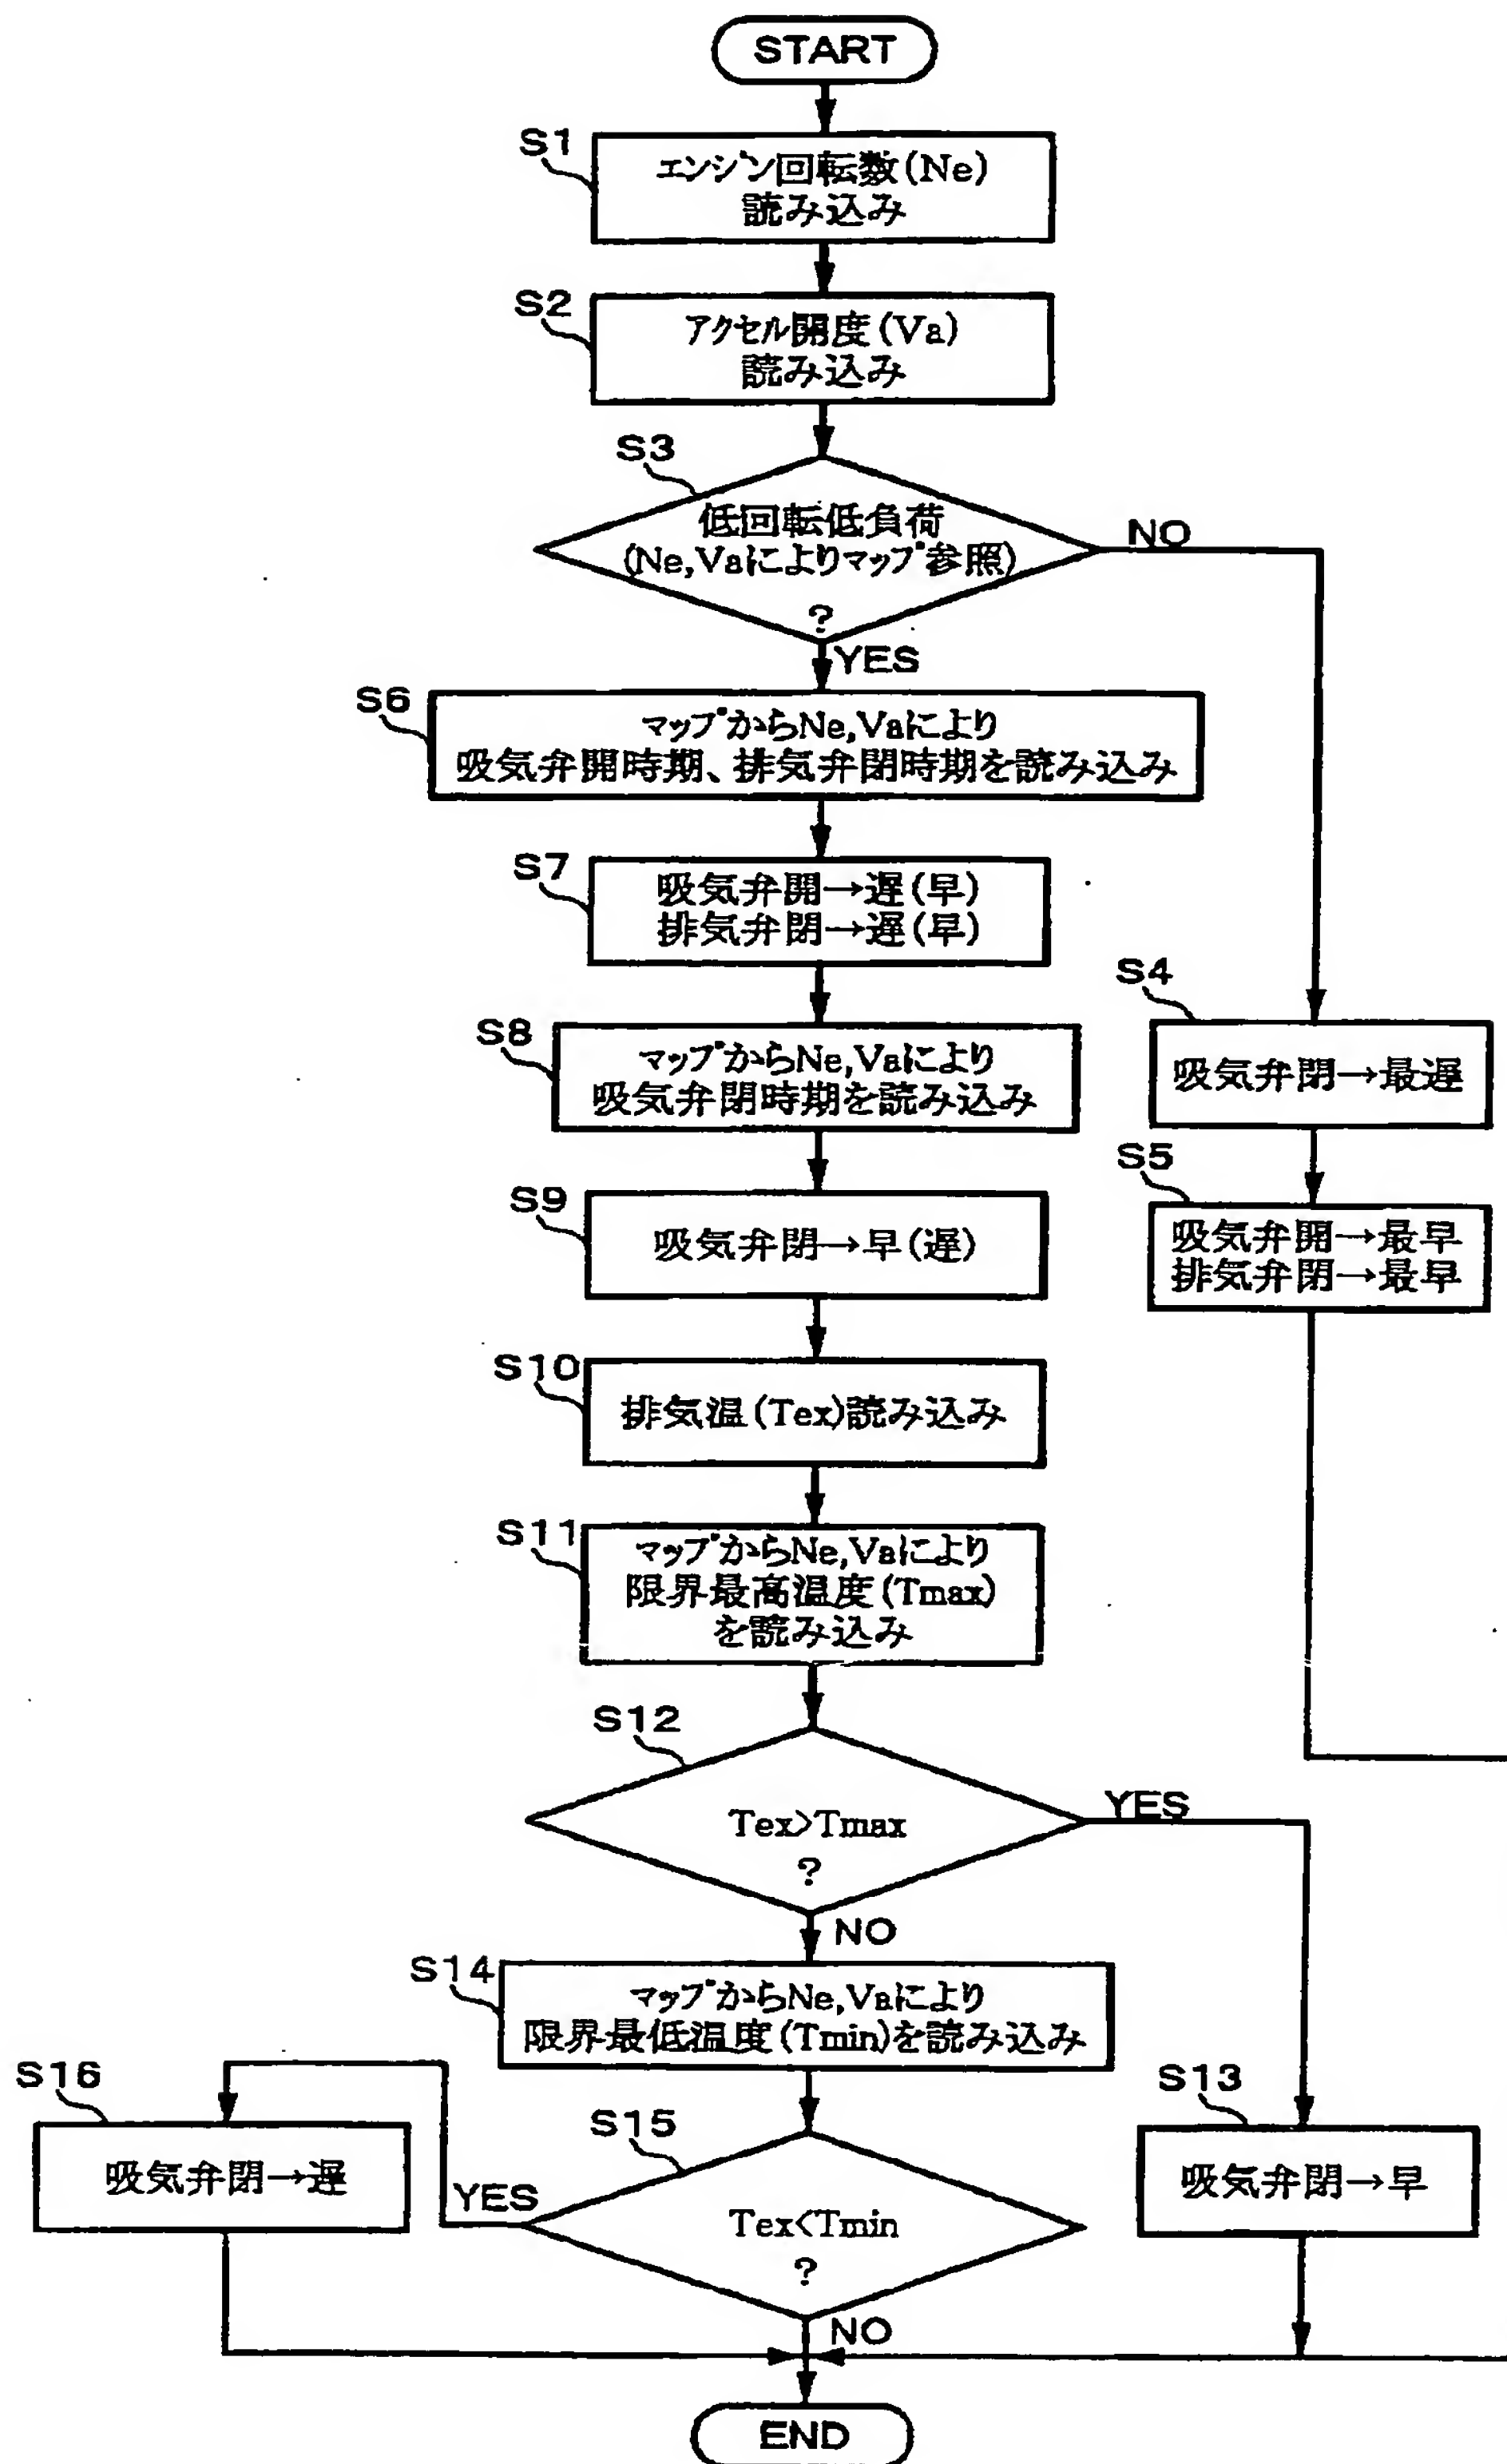 START
S1
エンジン回転数(Ne)
読み込み
S2
アクセル開度(Va)
読み込み
S3
低回転低負荷
(Ne,Vaによりマップ参照)
?
NO
YES
S6
マップからNe,Vaにより
吸気弁開時期、排気弁閉時期を読み込み
S7
吸気弁開→遅(早)
排気弁閉→遅(早)
S8
マップからNe,Vaにより
吸気弁閉時期を読み込み
S4
吸気弁閉→最遅
S5
吸気弁開→最早
排気弁閉→最早
S9
吸気弁閉→早(遅)
S10
排気温(Tex)読み込み
S11
マップからNe,Vaにより
限界最高温度(Tmax)
を読み込み
S12
Tex>Tmax
?
YES
NO
S14
マップからNe,Vaにより
限界最低温度(Tmin)を読み込み
S16
吸気弁閉→遅
S15
YES
Tex<Tmin
?
S13
吸気弁閉→早
NO
END